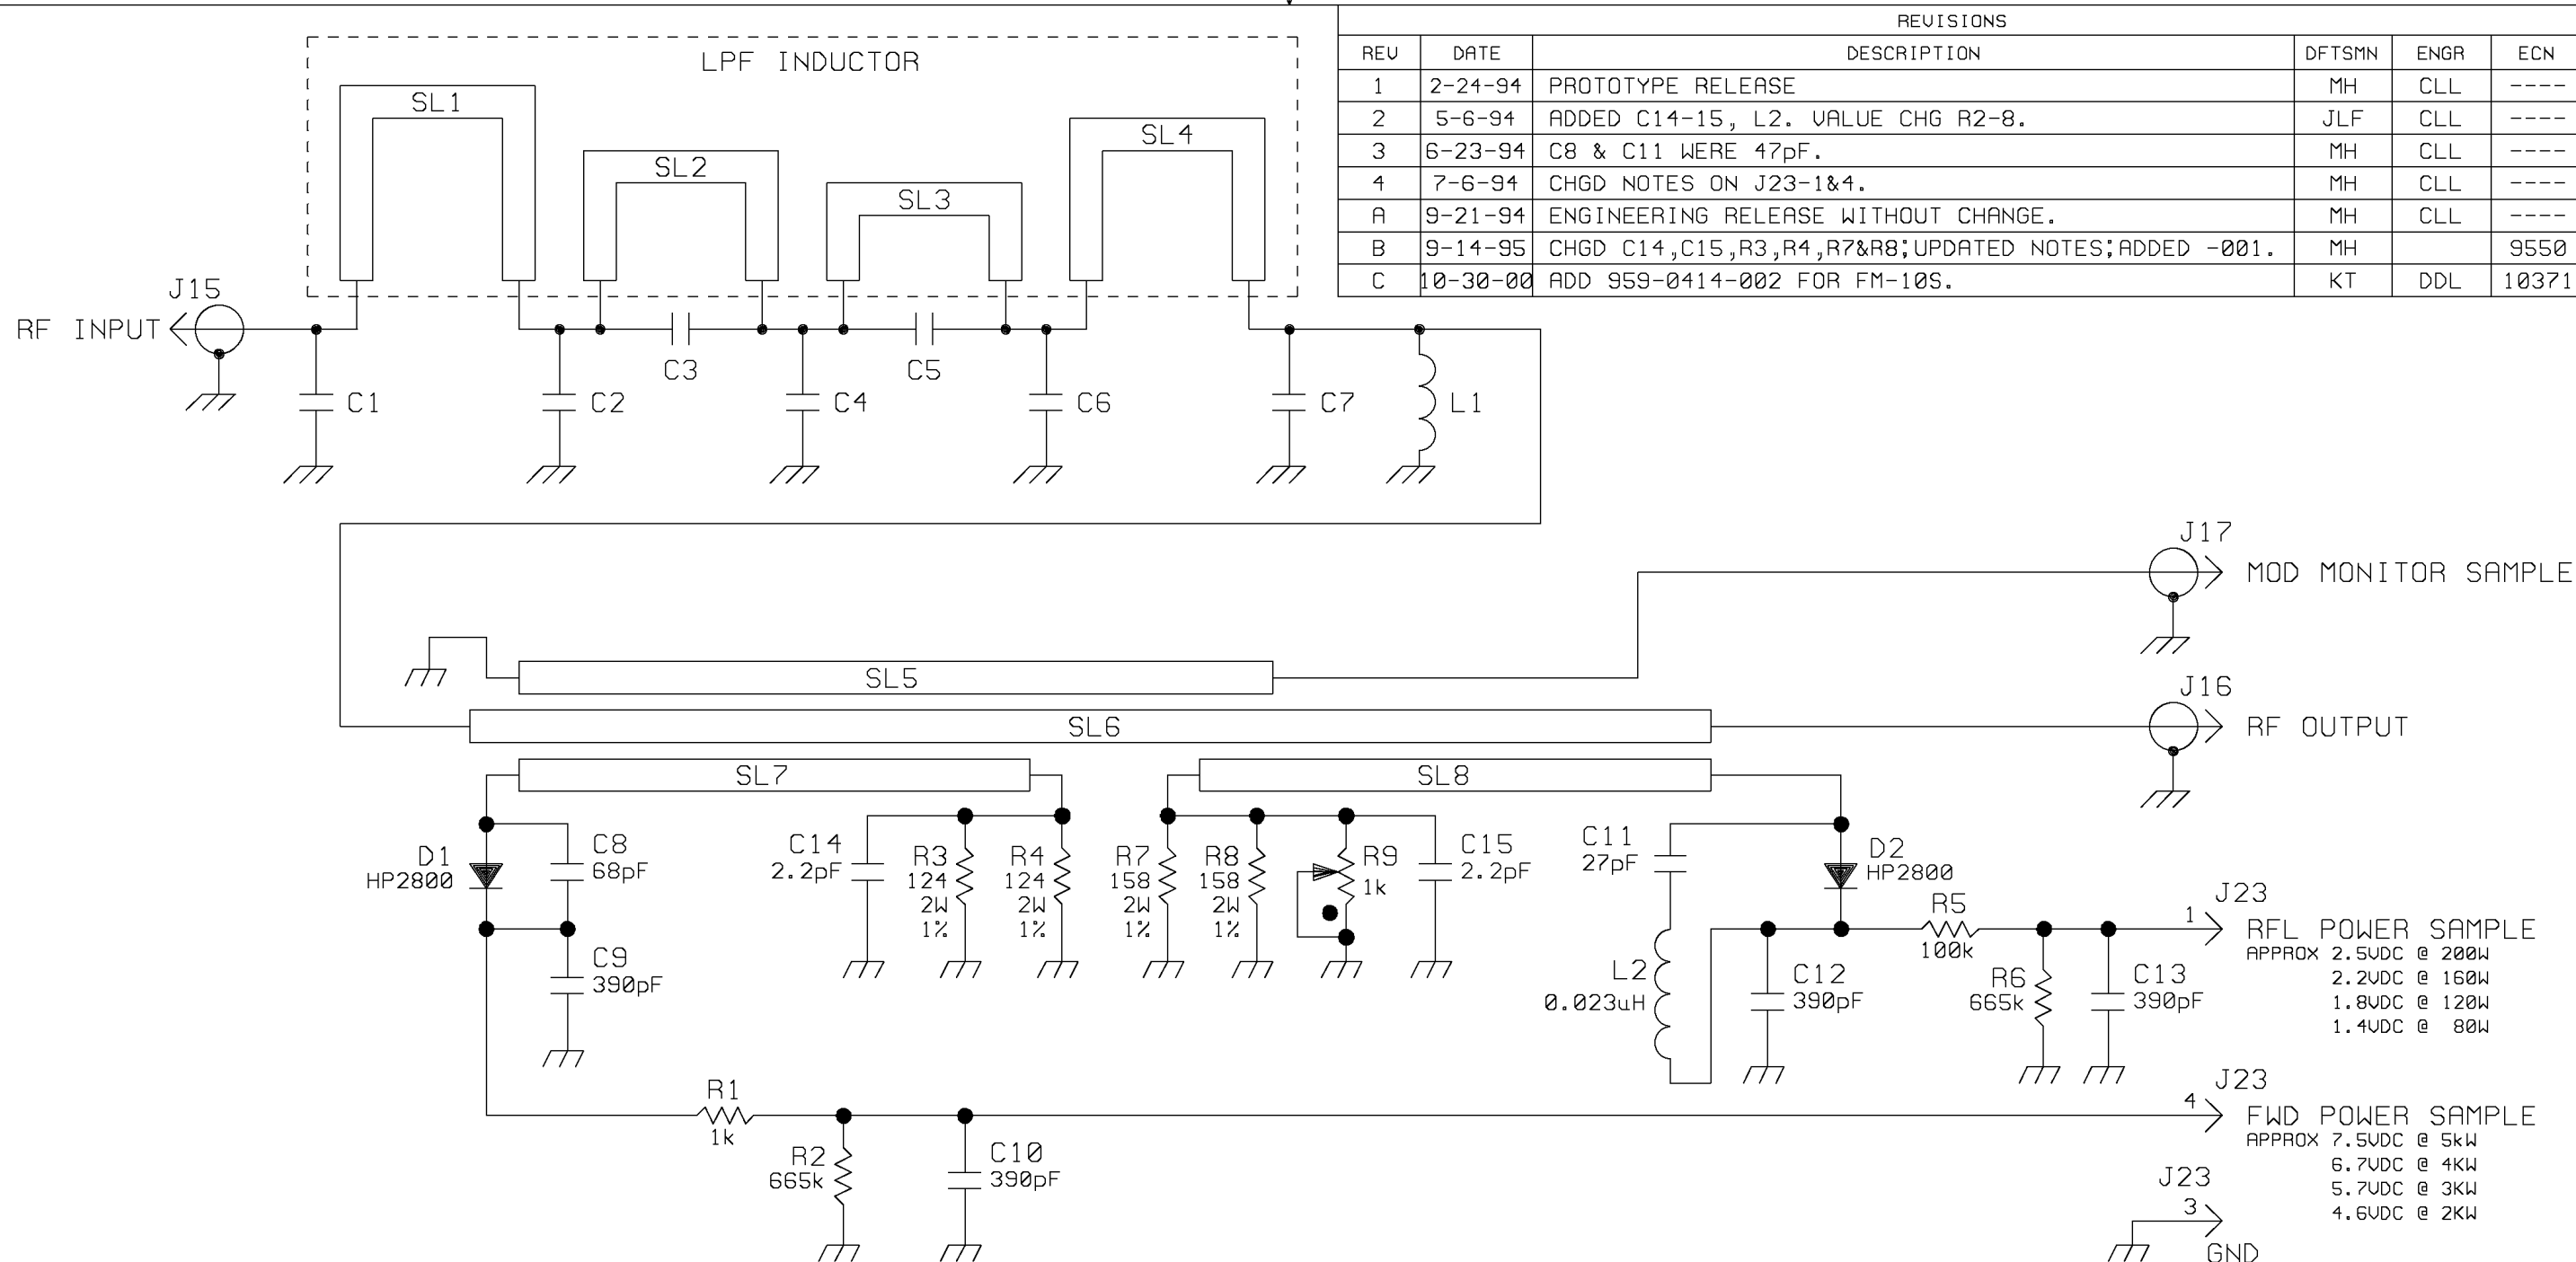 REVISIONS
REV DATE DESCRIPTION DFTSMN ENGR ECN
1 2-24-94 PROTOTYPE RELEASE MH CLL ----
2 5-6-94 ADDED C14-15, L2. VALUE CHG R2-8. JLF CLL ----
3 6-23-94 C8 & C11 WERE 47pF. MH CLL ----
4 7-6-94 CHGD NOTES ON J23-1&4. MH CLL ----
A 9-21-94 ENGINEERING RELEASE WITHOUT CHANGE. MH CLL ----
B 9-14-95 CHGD C14,C15,R3,R4,R7&R8;UPDATED NOTES;ADDED -001. MH 9550
C 10-30-00 ADD 959-0414-002 FOR FM-10S. KT DDL 10371
LPF INDUCTOR
SL1
SL2
SL3
SL4
J15
RF INPUT
C1
C2
C3
C4
C5
C6
C7
L1
J17
MOD MONITOR SAMPLE
SL5
J16
SL6
RF OUTPUT
SL7
SL8
D1
HP2800
C8
68pF
C9
390pF
C14
2.2pF
R3
124
2W
1%
R4
124
2W
1%
R7
158
2W
1%
R8
158
2W
1%
R9
1k
C15
2.2pF
C11
27pF
L2
0.023uH
D2
HP2800
C12
390pF
R5
100k
R6
665k
C13
390pF
J23
1
RFL POWER SAMPLE
APPROX 2.5VDC @ 200W
2.2VDC @ 160W
1.8VDC @ 120W
1.4VDC @ 80W
R1
1k
R2
665k
C10
390pF
J23
4
FWD POWER SAMPLE
APPROX 7.5VDC @ 5kW
6.7VDC @ 4KW
5.7VDC @ 3KW
4.6VDC @ 2KW
J23
3
GND